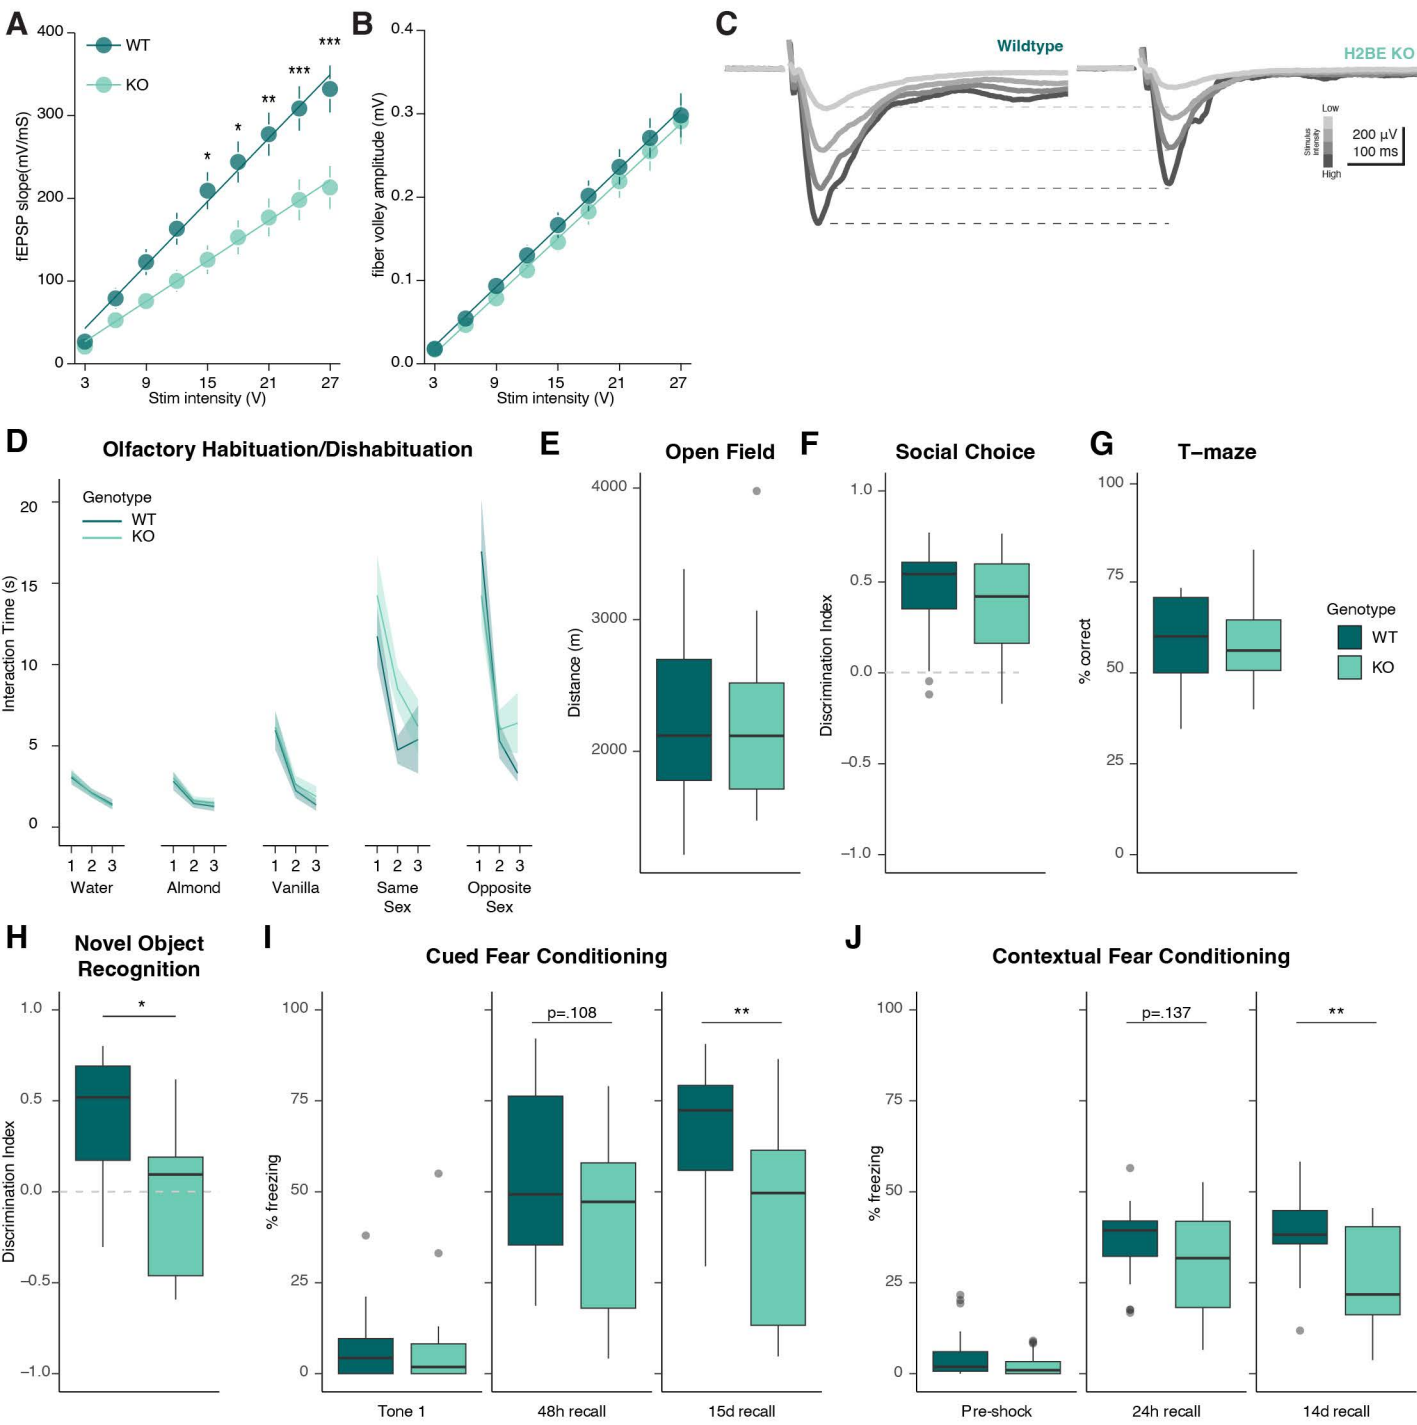 A
400
300
200
100
0
fEPSP slope(mV/mS)
WT
KO
*
*
**
***
***
3 9 15 21 27
Stim intensity (V)
B
0.4
0.3
0.2
0.1
0.0
fiber volley amplitude (mV)
3 9 15 21 27
Stim intensity (V)
C
Wildtype
H2BE KO
Low
Stimulus
intensity
High
200 µV
100 ms
D
Olfactory Habituation/Dishabituation
Genotype
WT
KO
20
15
10
5
0
Interaction Time (s)
1 2 3 1 2 3 1 2 3 1 2 3 1 2 3
Water Almond Vanilla Same Opposite
Sex Sex
E
Open Field
4000
3000
2000
Distance (m)
F
Social Choice
1.0
0.5
0.0
−0.5
−1.0
Discrimination Index
G
T−maze
100
75
50
25
0
% correct
Genotype
WT
KO
H
Novel Object
Recognition
1.0
0.5
0.0
−0.5
−1.0
Discrimination Index
*
I
Cued Fear Conditioning
100
75
50
25
0
% freezing
p=.108
**
Tone 1 48h recall 15d recall
J
Contextual Fear Conditioning
100
75
50
25
0
% freezing
p=.137
**
Pre−shock 24h recall 14d recall